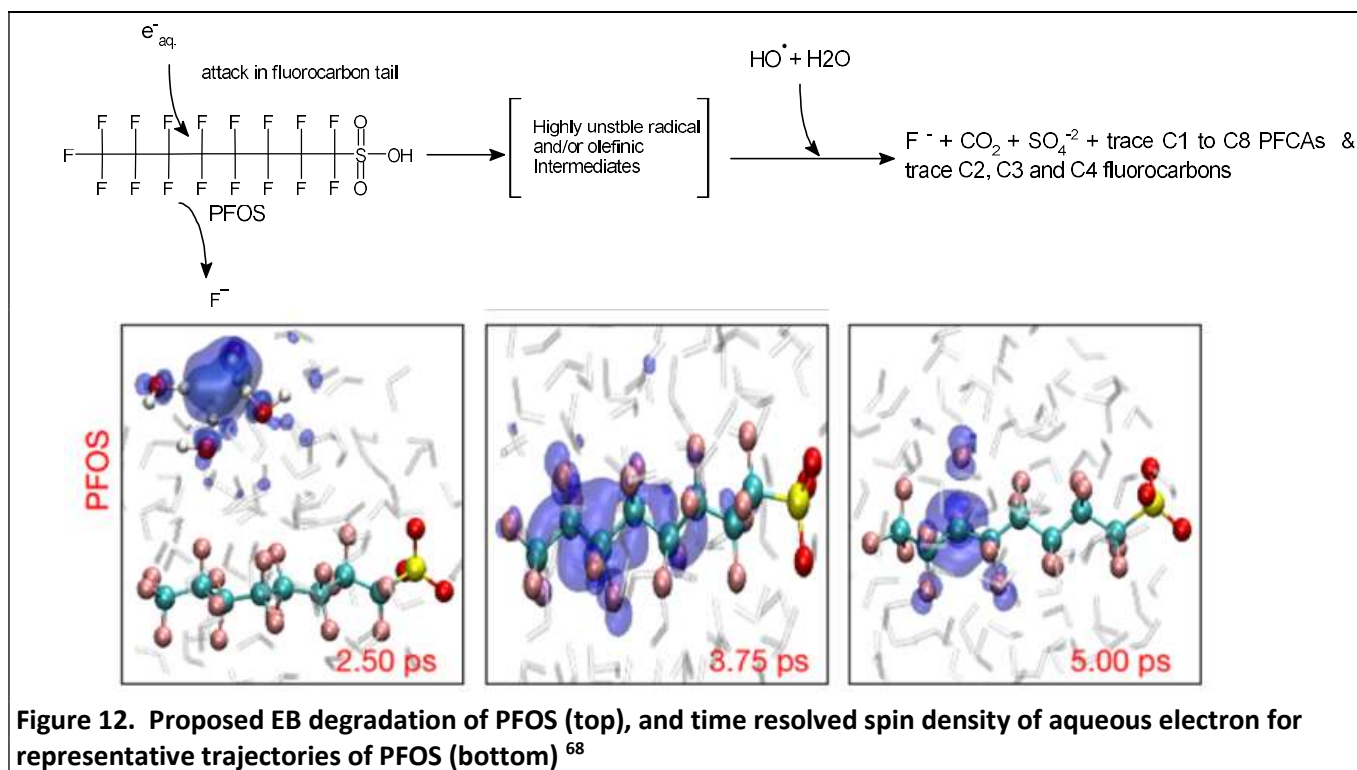 e⁻aq.
attack in fluorocarbon tail
HO• + H2O
F F F F F F F F O
F S OH
F F F F F F F F O
PFOS
F⁻
Highly unstble radical
and/or olefinic
Intermediates
F⁻ + CO₂ + SO₄⁻² + trace C1 to C8 PFCAs &
trace C2, C3 and C4 fluorocarbons
PFOS
2.50 ps
3.75 ps
5.00 ps
Figure 12. Proposed EB degradation of PFOS (top), and time resolved spin density of aqueous electron for
representative trajectories of PFOS (bottom) ⁶⁸